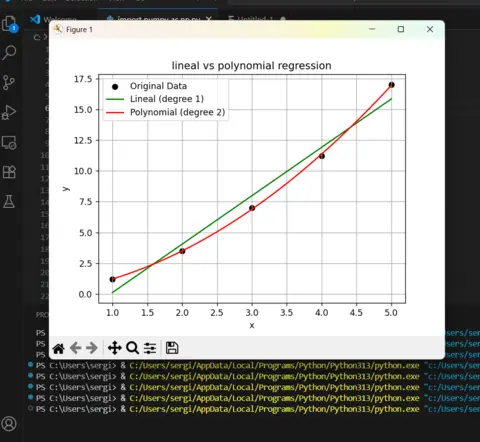 Welcome
import numpy as np.py
Untitled-1
C:
Figure 1
lineal vs polynomial regression
Original Data
Lineal (degree 1)
Polynomial (degree 2)
17.5
15.0
12.5
10.0
7.5
5.0
2.5
0.0
y
1.0 1.5 2.0 2.5 3.0 3.5 4.0 4.5 5.0
x
PS
PS
PS
PS C:\Users\sergi> & C:/Users/sergi/AppData/Local/Programs/Python/Python313/python.exe "c:/Users/ser
PS C:\Users\sergi> & C:/Users/sergi/AppData/Local/Programs/Python/Python313/python.exe "c:/Users/ser
PS C:\Users\sergi> & C:/Users/sergi/AppData/Local/Programs/Python/Python313/python.exe "c:/Users/ser
PS C:\Users\sergi> & C:/Users/sergi/AppData/Local/Programs/Python/Python313/python.exe "c:/Users/ser
PS C:\Users\sergi> & C:/Users/sergi/AppData/Local/Programs/Python/Python313/python.exe "c:/Users/ser